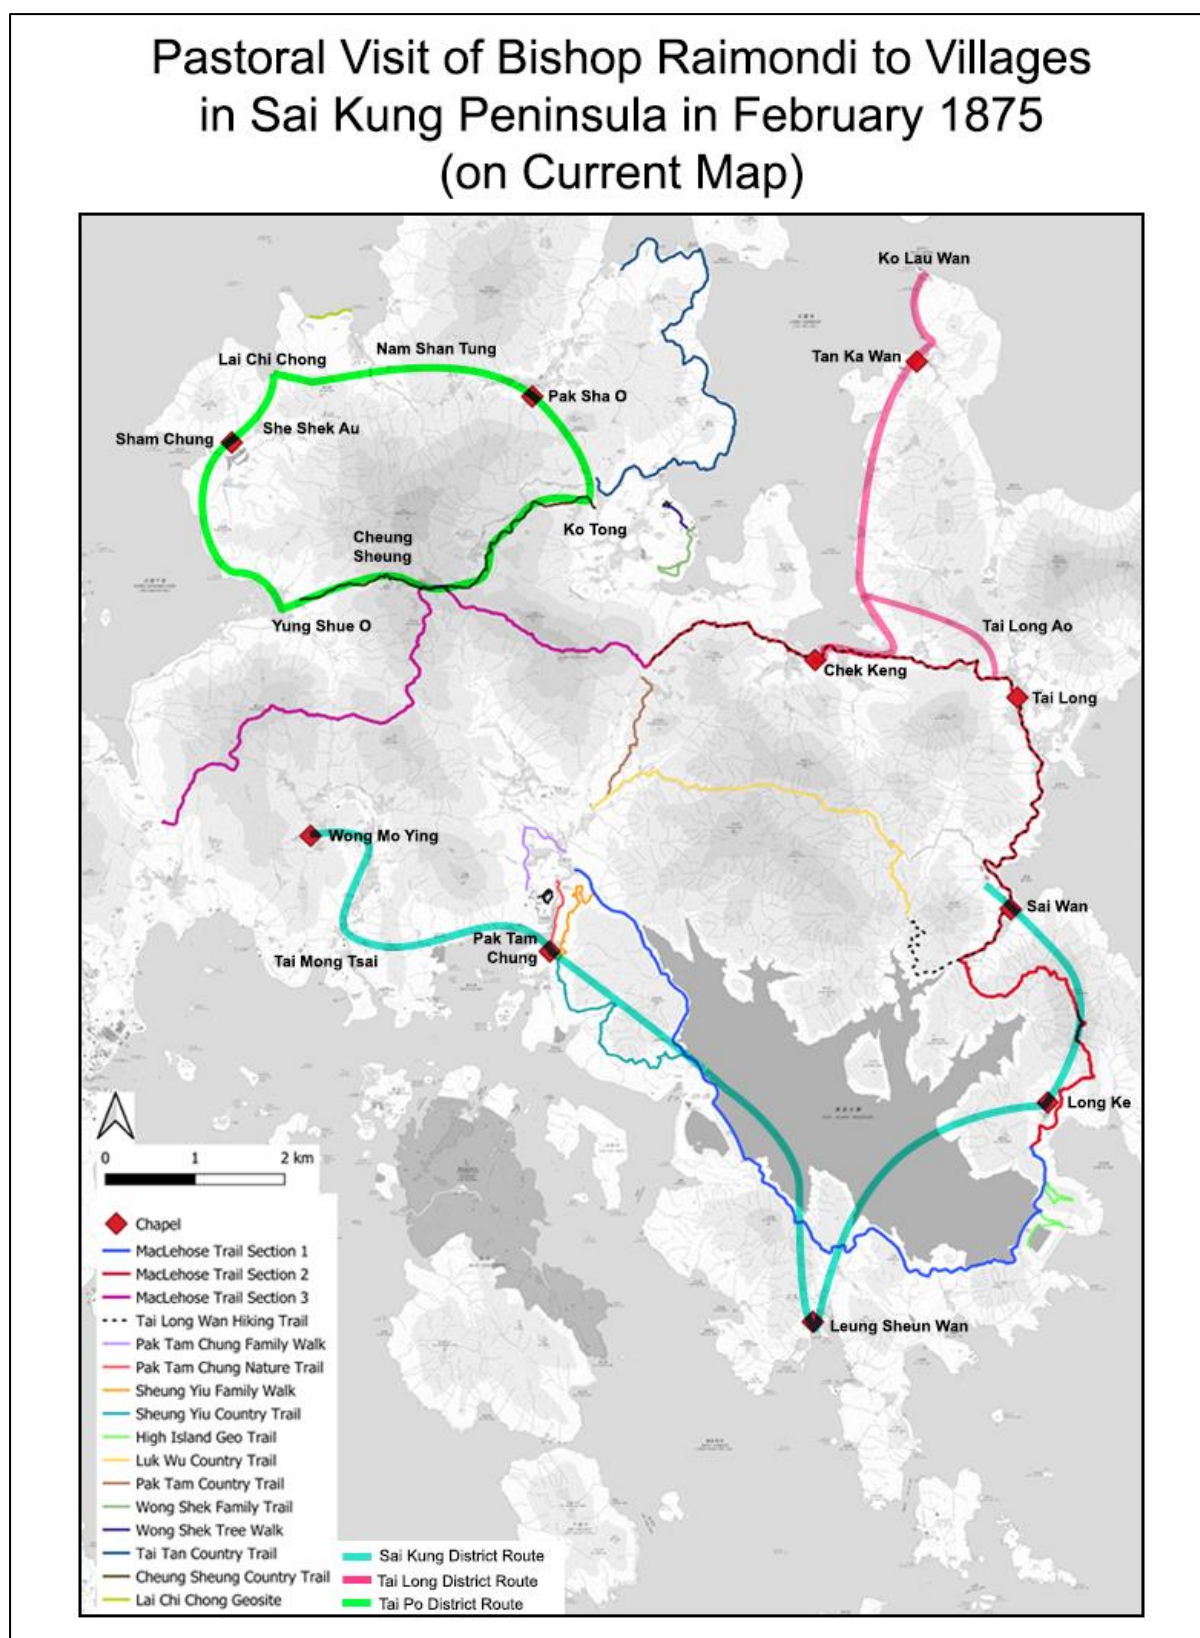 Pastoral Visit of Bishop Raimondi to Villages
in Sai Kung Peninsula in February 1875
(on Current Map)
Ko Lau Wan
Nam Shan Tung
Lai Chi Chong
Tan Ka Wan
Pak Sha O
She Shek Au
Sham Chung
Ko Tong
Cheung
Sheung
Yung Shue O
Tai Long Ao
Chek Keng
Tai Long
Wong Mo Ying
Sai Wan
Pak Tam
Chung
Tai Mong Tsai
Long Ke
0 1 2 km
Chapel
MacLehose Trail Section 1
MacLehose Trail Section 2
MacLehose Trail Section 3
Tai Long Wan Hiking Trail
Leung Sheun Wan
Pak Tam Chung Family Walk
Pak Tam Chung Nature Trail
Sheung Yiu Family Walk
Sheung Yiu Country Trail
High Island Geo Trail
Luk Wu Country Trail
Pak Tam Country Trail
Wong Shek Family Trail
Wong Shek Tree Walk
Tai Tan Country Trail
Cheung Sheung Country Trail
Lai Chi Chong Geosite
Sai Kung District Route
Tai Long District Route
Tai Po District Route